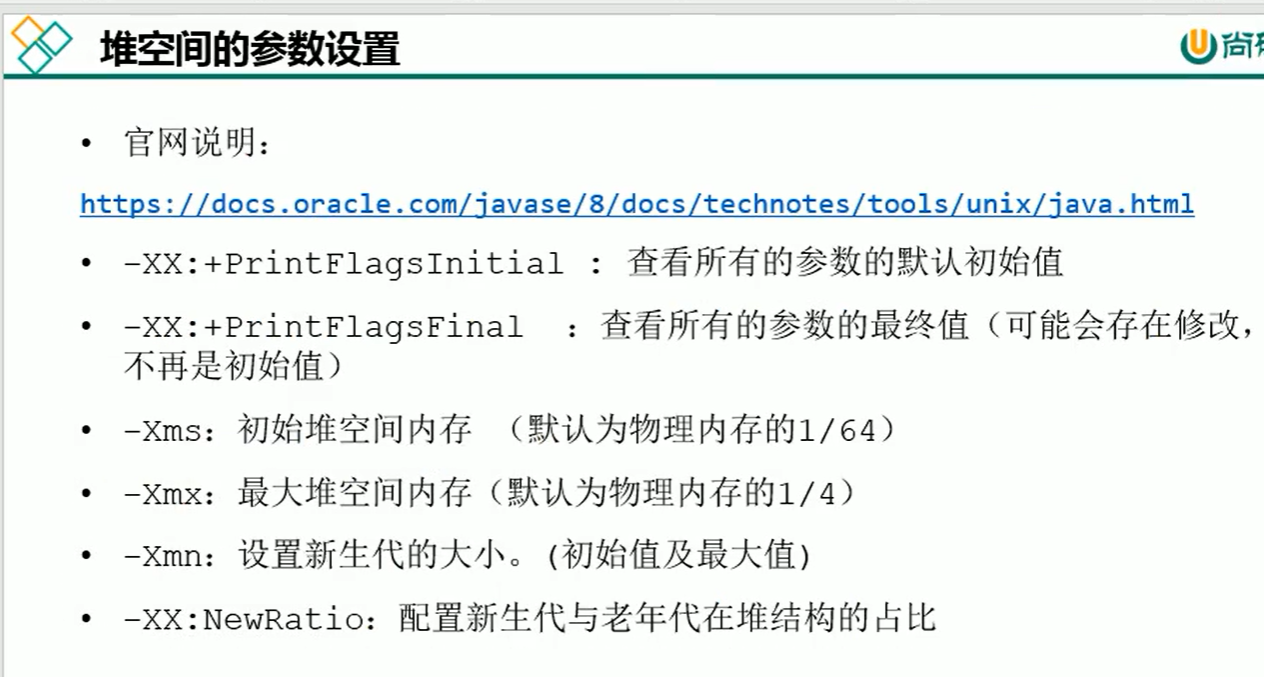 堆空间的参数设置
尚
• 官网说明：
https://docs.oracle.com/javase/8/docs/technotes/tools/unix/java.html
• -XX:+PrintFlagsInitial : 查看所有的参数的默认初始值
• -XX:+PrintFlagsFinal ：查看所有的参数的最终值（可能会存在修改，
不再是初始值）
• -Xms：初始堆空间内存 （默认为物理内存的1/64）
• -Xmx：最大堆空间内存（默认为物理内存的1/4）
• -Xmn：设置新生代的大小。(初始值及最大值)
• -XX:NewRatio：配置新生代与老年代在堆结构的占比